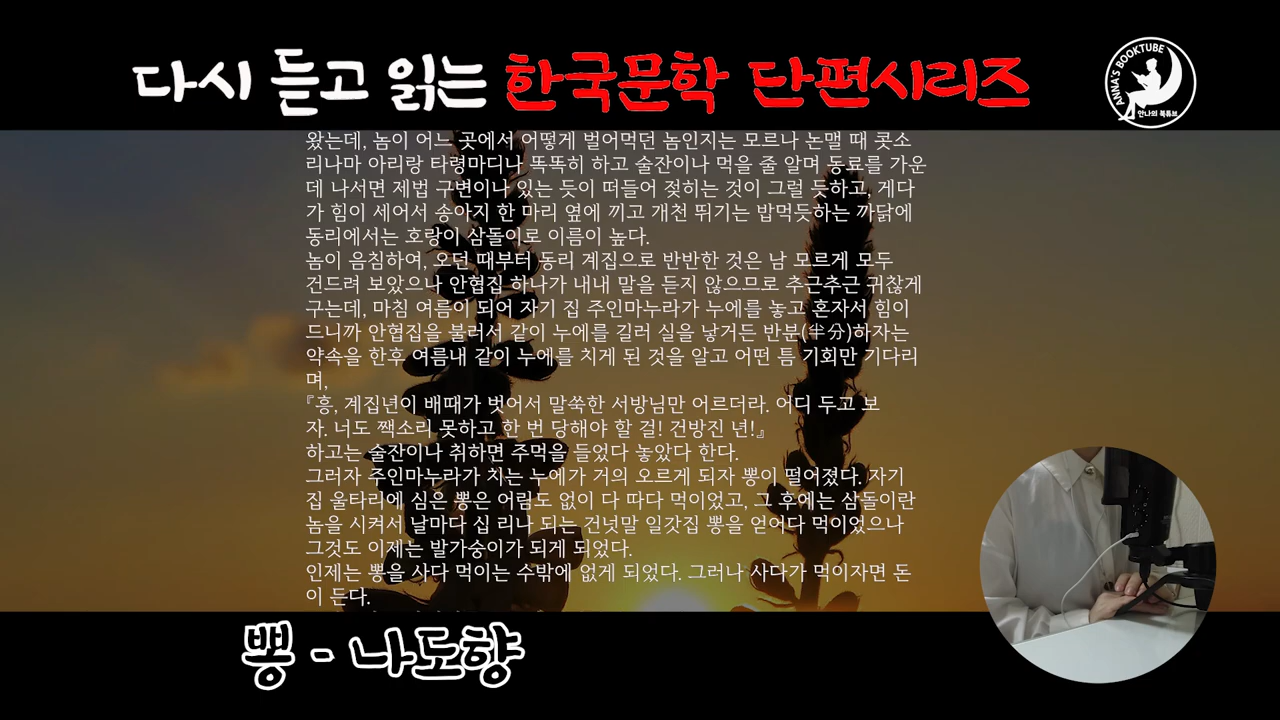 다시 듣고 읽는 한국문학 단편시리즈
ANNA'S BOOKTUBE
안나의 북튜브
왔는데, 놈이 어느 곳에서 어떻게 벌어먹던 놈인지는 모르나 논맬 때 콧소
리나마 아리랑 타령마디나 똑똑히 하고 술잔이나 먹을 줄 알며 동료를 가운
데 나서면 제법 구변이나 있는 듯이 떠들어 젖히는 것이 그럴 듯하고, 게다
가 힘이 세어서 송아지 한 마리 옆에 끼고 개천 뛰기는 밥먹듯하는 까닭에
동리에서는 호랑이 삼돌이로 이름이 높다.
놈이 음침하여, 오던 때부터 동리 계집으로 반반한 것은 남 모르게 모두
건드려 보았으나 안협집 하나가 내내 말을 듣지 않으므로 추근추근 귀찮게
구는데, 마침 여름이 되어 자기 집 주인마누라가 누에를 놓고 혼자서 힘이
드니까 안협집을 불러서 같이 누에를 길러 실을 낳거든 반분(半分)하자는
약속을 한후 여름내 같이 누에를 치게 된 것을 알고 어떤 틈 기회만 기다리
며,
『흥, 계집년이 배때가 벗어서 말쑥한 서방님만 어르더라. 어디 두고 보
자. 너도 짹소리 못하고 한 번 당해야 할 걸! 건방진 년!』
하고는 술잔이나 취하면 주먹을 들었다 놓았다 한다.
그러자 주인마누라가 치는 누에가 거의 오르게 되자 뽕이 떨어졌다. 자기
집 울타리에 심은 뽕은 어림도 없이 다 따다 먹이었고, 그 후에는 삼돌이란
놈을 시켜서 날마다 십 리나 되는 건넛말 일갓집 뽕을 얻어다 먹이었으나
그것도 이제는 발가숭이가 되게 되었다.
인제는 뽕을 사다 먹이는 수밖에 없게 되었다. 그러나 사다가 먹이자면 돈
이 든다.
뽕 - 나도향